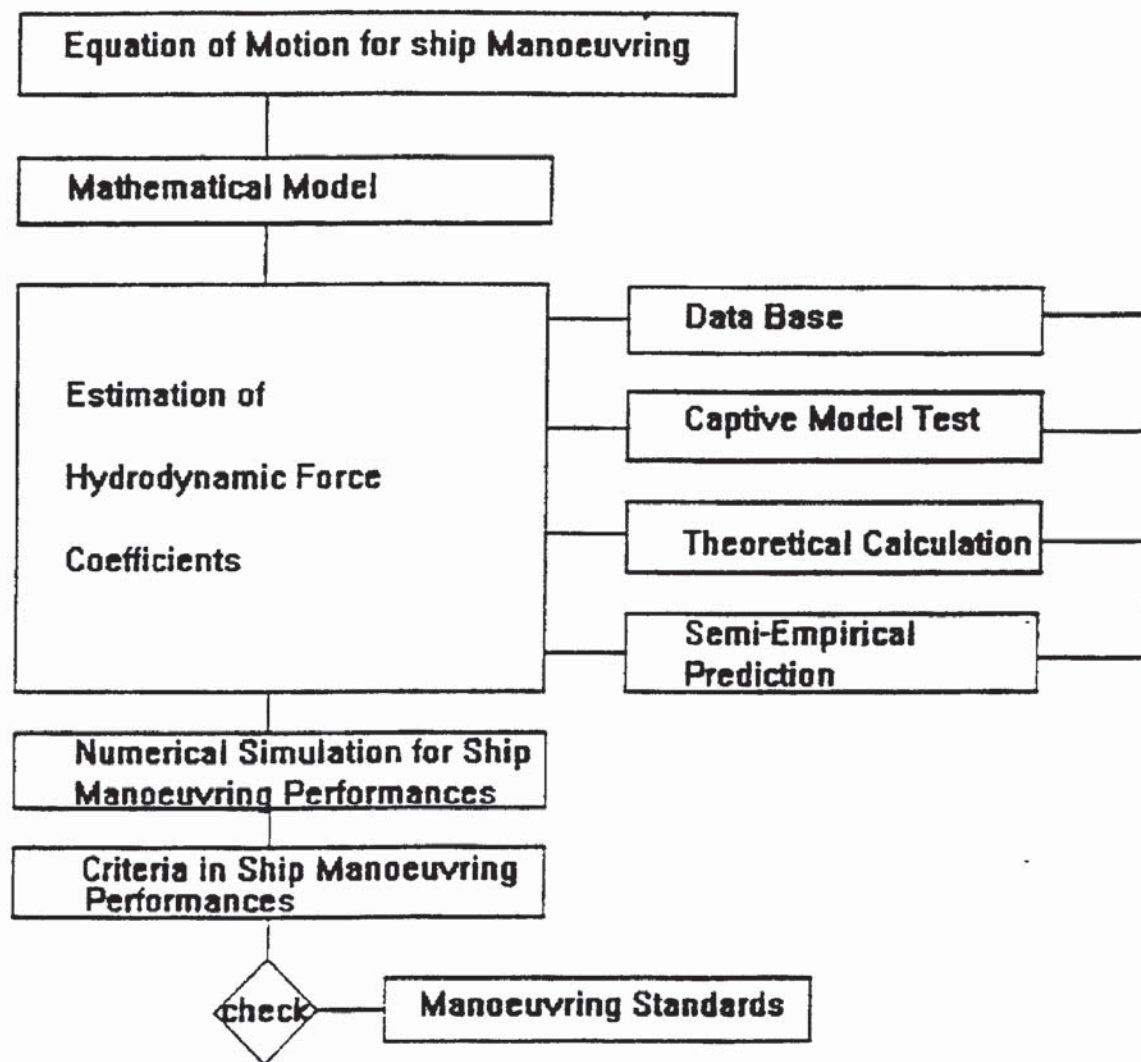 Equation of Motion for ship Manoeuvring
Mathematical Model
Estimation of
Hydrodynamic Force
Coefficients
Data Base
Captive Model Test
Theoretical Calculation
Semi-Empirical
Prediction
Numerical Simulation for Ship
Manoeuvring Performances
Criteria in Ship Manoeuvring
Performances
check
Manoeuvring Standards